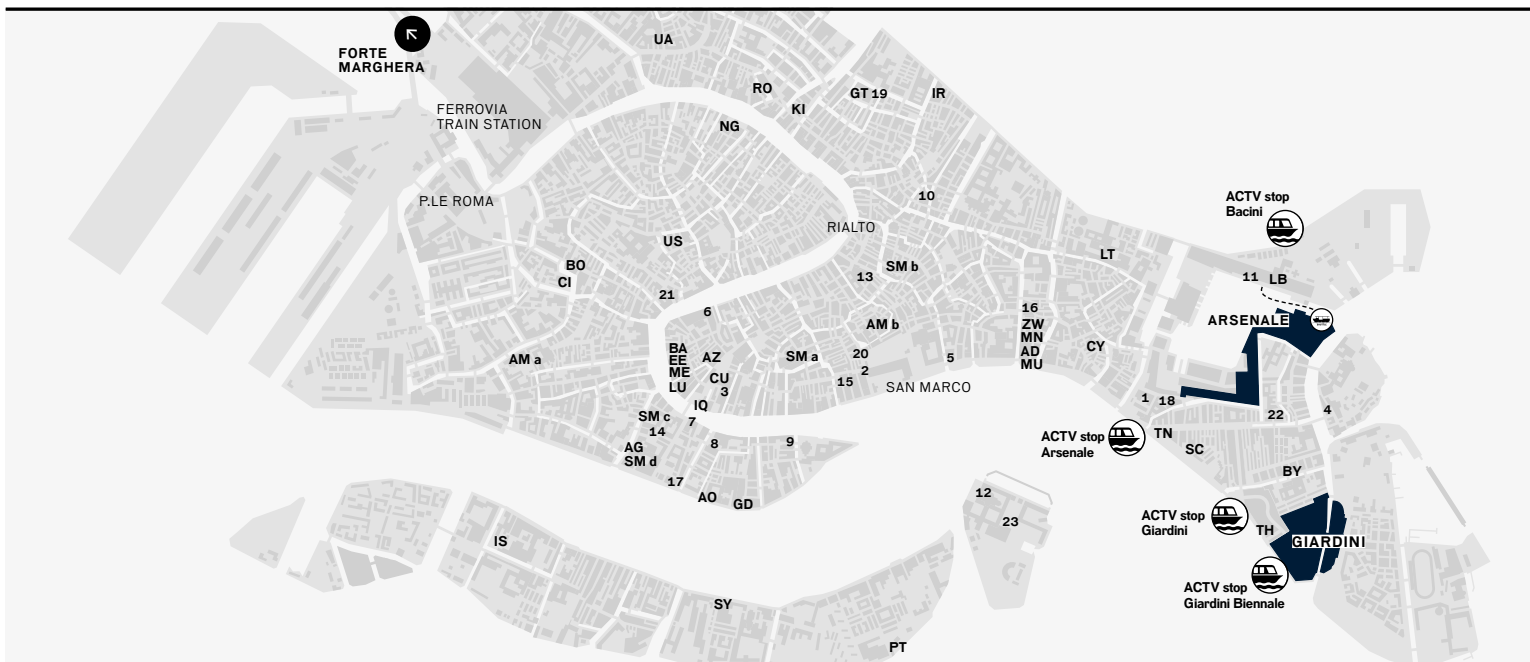 FORTE
MARGHERA
FERROVIA
TRAIN STATION
P.LE ROMA
UA
RO
KI
NG
GT 19
IR
10
RIALTO
US
BO
CI
21
6
13
SM b
AM b
LT
ACTV stop
Bacini
11 LB
ARSENALE
16
ZW
MN
AD
MU
CY
5
20
2
15
SAN MARCO
SM a
BA
EE
ME
LU
AZ
CU
3
IQ
7
AM a
SM c
14
AG
SM d
17
8
9
AO
GD
1 18
TN
SC
22
4
BY
ACTV stop
Arsenale
ACTV stop
Giardini
TH
GIARDINI
ACTV stop
Giardini Biennale
12
23
IS
SY
PT